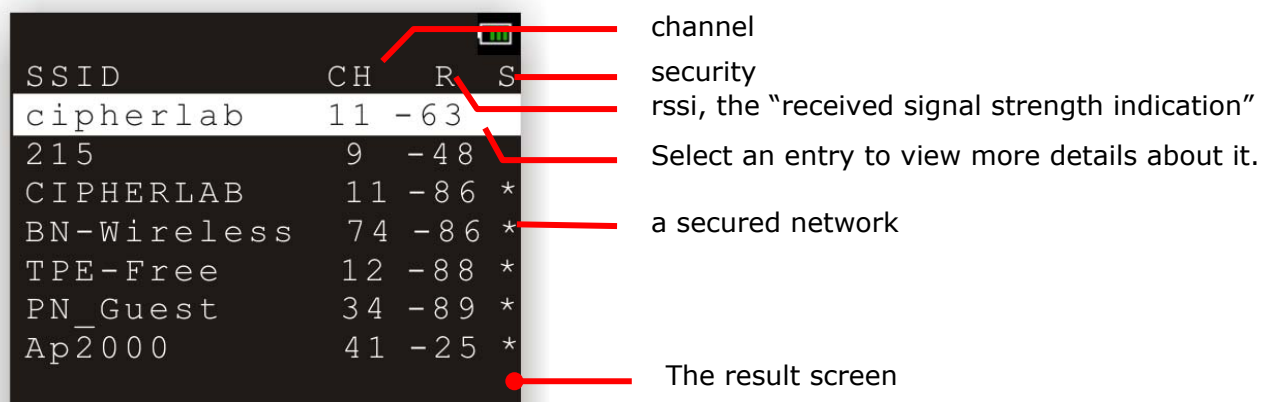 SSID CH R S
cipherlab 11 -63
215 9 -48
CIPHERLAB 11 -86 *
BN-Wireless 74 -86 *
TPE-Free 12 -88 *
PN_Guest 34 -89 *
Ap2000 41 -25 *
channel
security
rssi, the “received signal strength indication”
Select an entry to view more details about it.
a secured network
The result screen